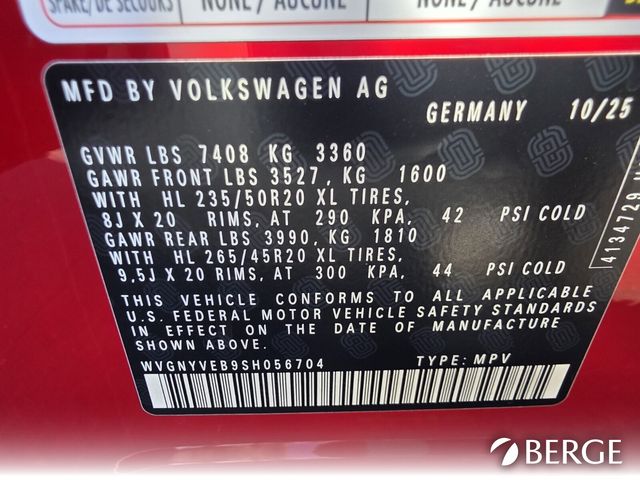 SPARE/DE SECOURS NONE / AUCUNE NONE / AUCUNE
MFD BY VOLKSWAGEN AG
GERMANY 10/25
GVWR LBS 7408 KG 3360
GAWR FRONT LBS 3527, KG 1600
WITH HL 235/50R20 XL TIRES,
8J X 20 RIMS, AT 290 KPA, 42 PSI COLD
GAWR REAR LBS 3990, KG 1810
WITH HL 265/45R20 XL TIRES,
9,5J X 20 RIMS, AT 300 KPA, 44 PSI COLD
THIS VEHICLE CONFORMS TO ALL APPLICABLE
U.S. FEDERAL MOTOR VEHICLE SAFETY STANDARDS
IN EFFECT ON THE DATE OF MANUFACTURE
SHOWN ABOVE.
WVGNYVEB9SH056704 TYPE: MPV
4134729
BERGE